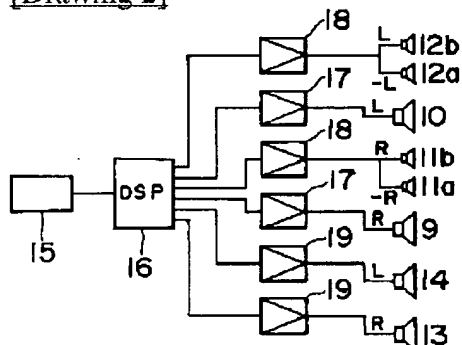 [Drawing 2]
18
L 12b
-L 12a
17
L 10
18
R 11b
-R 11a
DSP
17
R 9
15
16
19
L 14
19
R 13